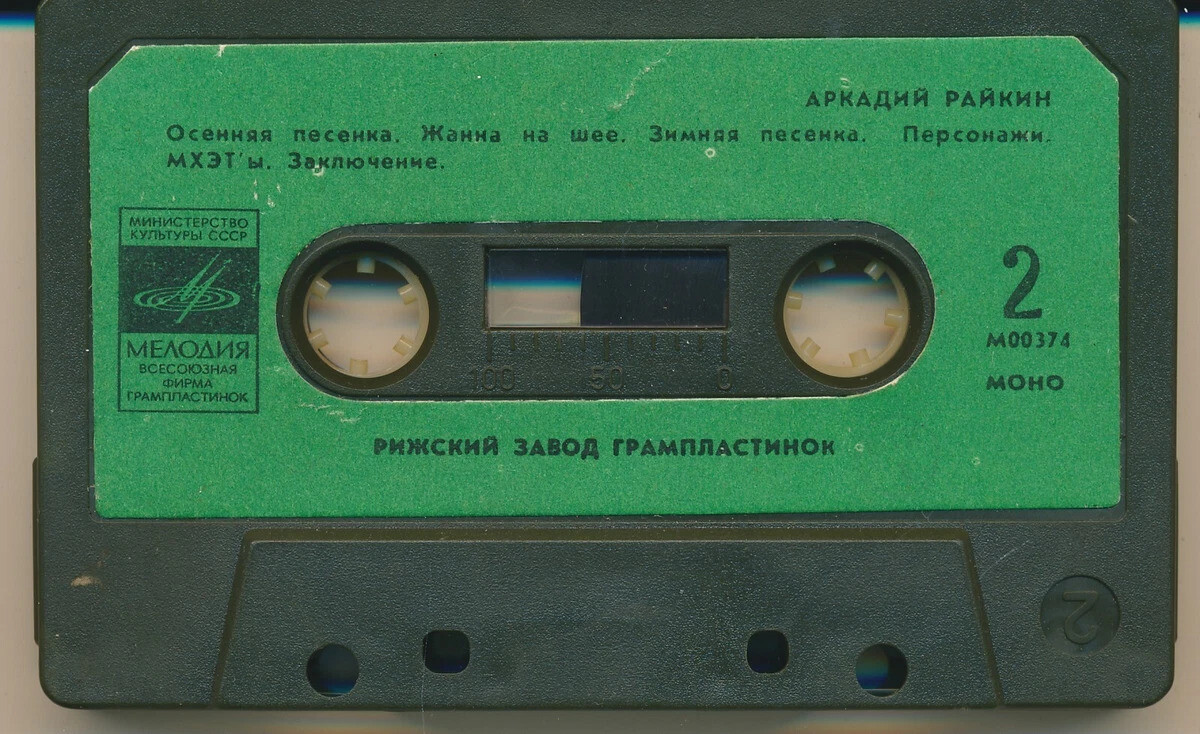 АРКАДИЙ РАЙКИН
Осенняя песенка. Жанна на шее. Зимняя песенка. Персонажи.
МХЭТ'ы. Заключение.
МИНИСТЕРСТВО
КУЛЬТУРЫ СССР
МЕЛОДИЯ
ВСЕСОЮЗНАЯ
ФИРМА
ГРАМПЛАСТИНОК
2
М00374
МОНО
100 50 0
РИЖСКИЙ ЗАВОД ГРАМПЛАСТИНОК
2